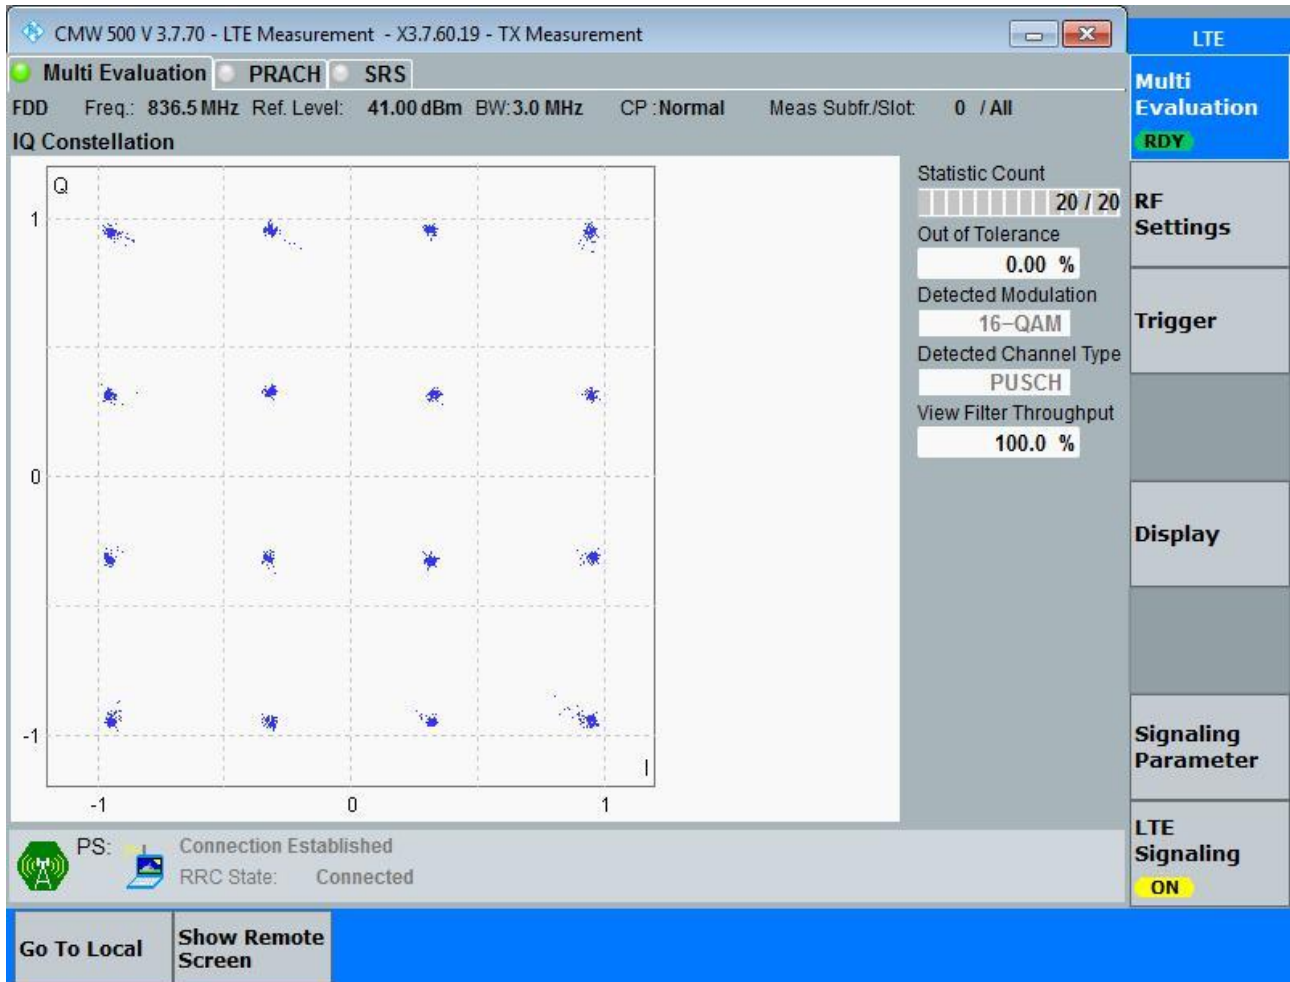 CMW 500 V 3.7.70 - LTE Measurement - X3.7.60.19 - TX Measurement
LTE
Multi Evaluation PRACH SRS
FDD Freq.: 836.5 MHz Ref. Level: 41.00 dBm BW: 3.0 MHz CP : Normal Meas Subfr./Slot: 0 / All
IQ Constellation
Q
1
0
-1
I
-1 0 1
Statistic Count
20 / 20
Out of Tolerance
0.00 %
Detected Modulation
16-QAM
Detected Channel Type
PUSCH
View Filter Throughput
100.0 %
Multi
Evaluation
RDY
RF
Settings
Trigger
Display
Signaling
Parameter
LTE
Signaling
ON
PS: Connection Established
RRC State: Connected
Go To Local
Show Remote
Screen